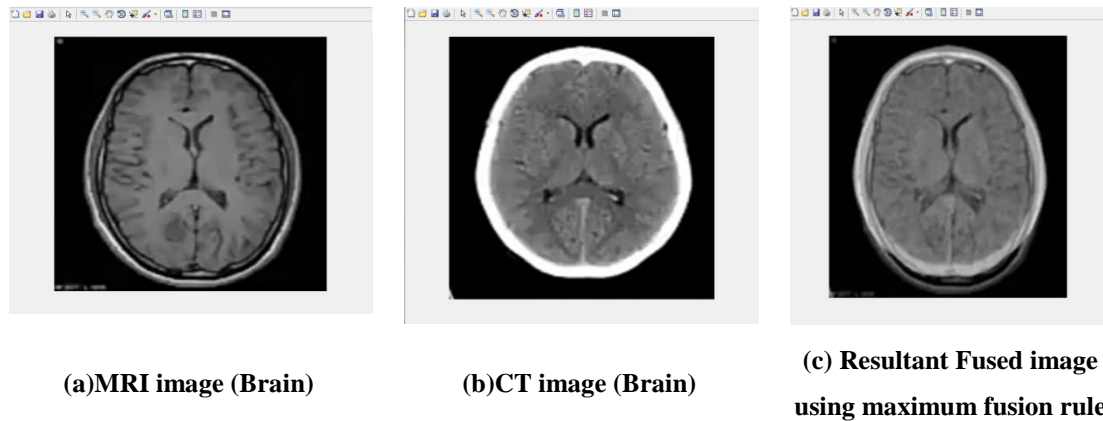 (a)MRI image (Brain)
(b)CT image (Brain)
(c) Resultant Fused image
using maximum fusion rule